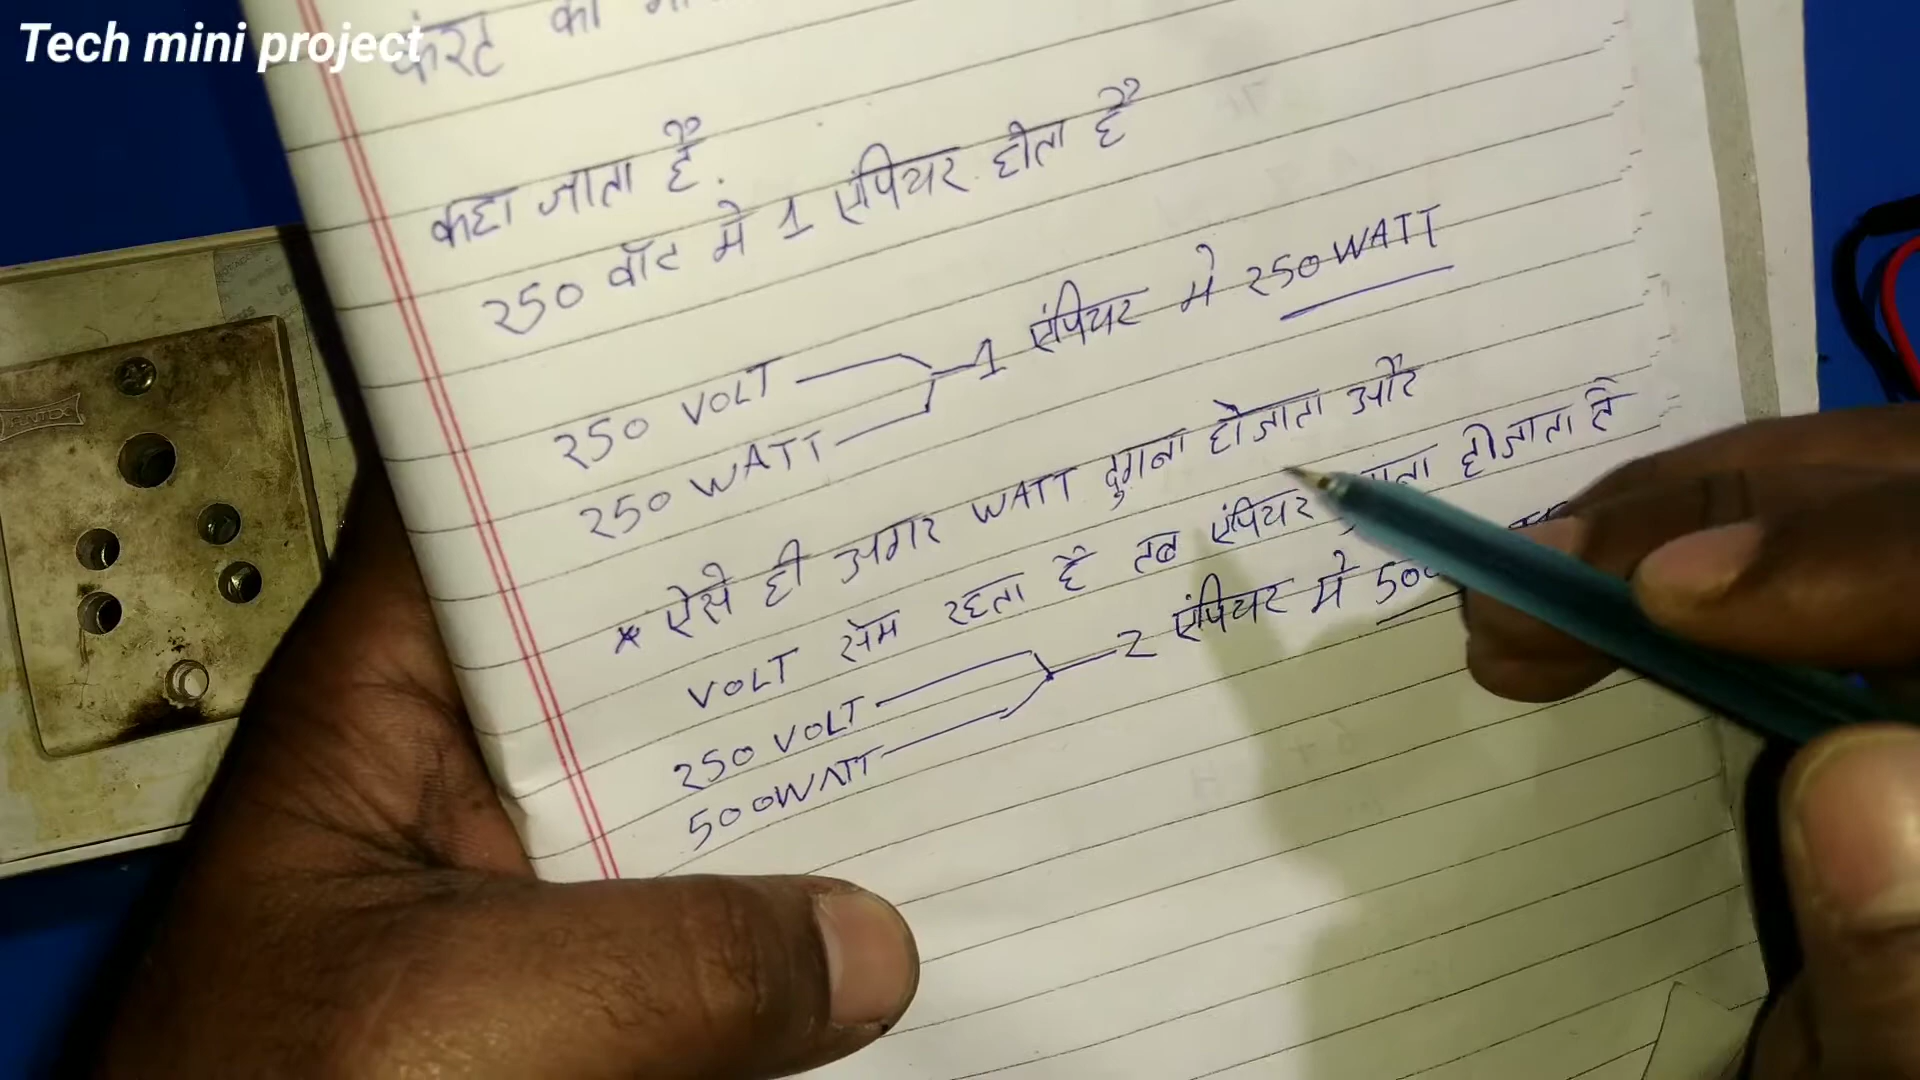 Tech mini project
करंट का
कहा जाता है.
250 वॉट मे 1 एंपियर होता है
250 VOLT
250 WATT
1 एंपियर मे 250 WATT
* ऐसे ही अगर WATT दुगना होजाता और
VOLT सेम रहता है तब एंपियर होजाता है
250 VOLT
500WATT
2 एंपियर मे 500